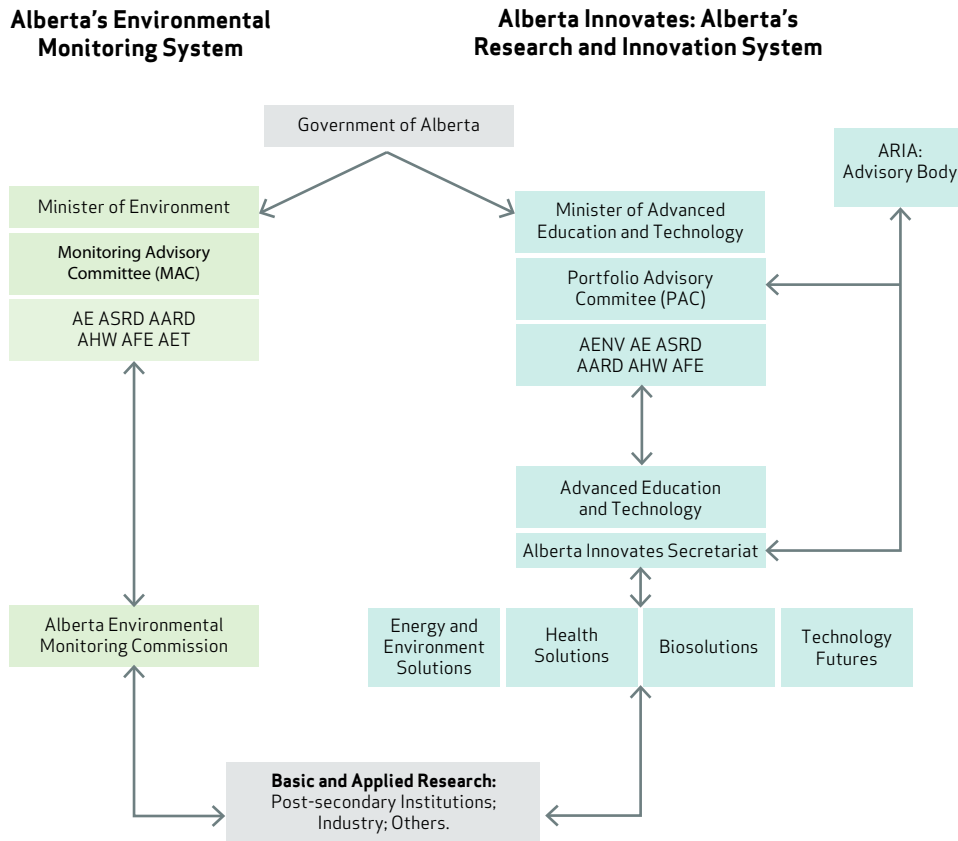 Alberta's Environmental
Monitoring System
Alberta Innovates: Alberta's
Research and Innovation System
Government of Alberta
ARIA:
Advisory Body
Minister of Environment
Monitoring Advisory
Committee (MAC)
AE ASRD AARD
AHW AFE AET
Minister of Advanced
Education and Technology
Portfolio Advisory
Commitee (PAC)
AENV AE ASRD
AARD AHW AFE
Advanced Education
and Technology
Alberta Innovates Secretariat
Alberta Environmental
Monitoring Commission
Energy and
Environment
Solutions
Health
Solutions
Biosolutions
Technology
Futures
Basic and Applied Research:
Post-secondary Institutions;
Industry; Others.